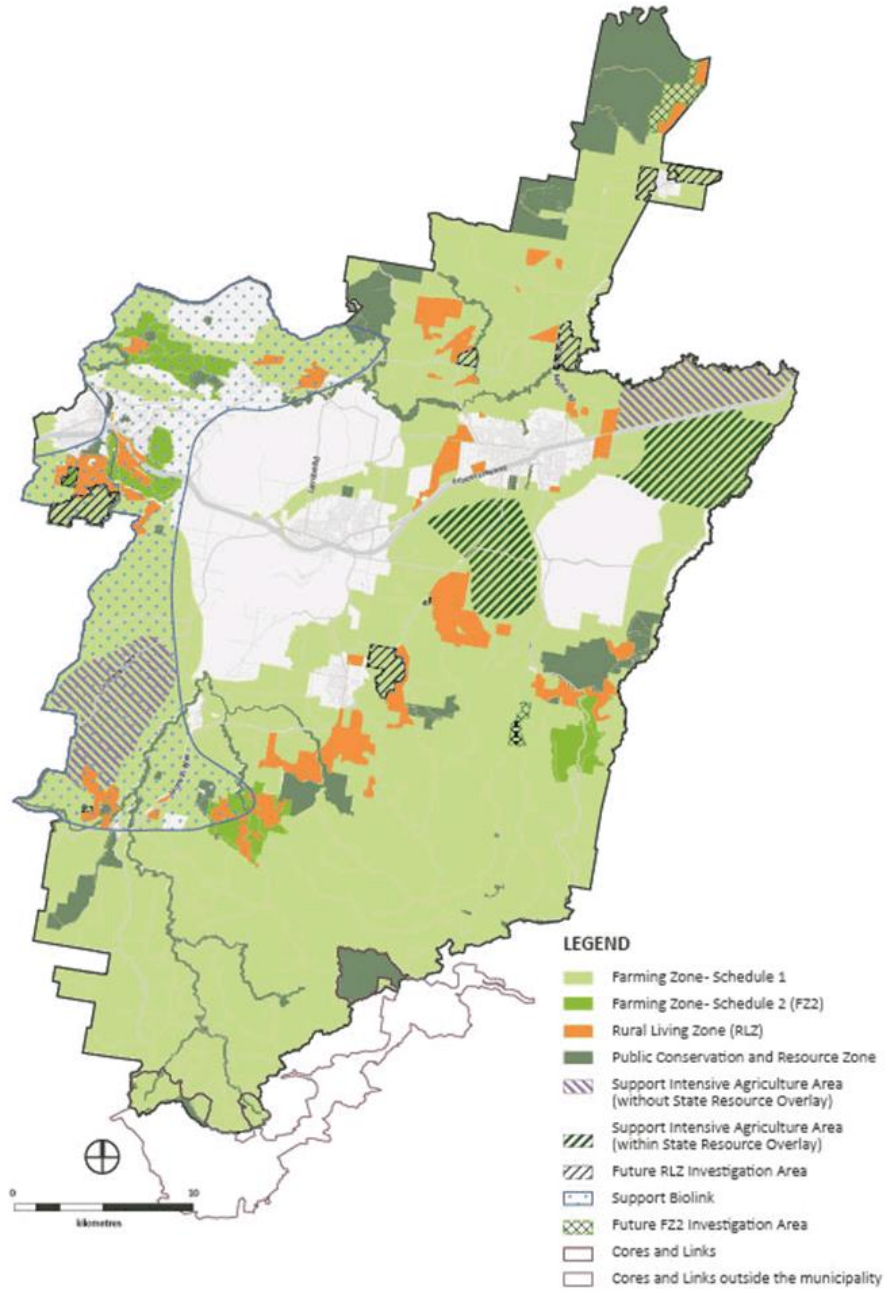 LEGEND
Farming Zone- Schedule 1
Farming Zone- Schedule 2 (FZ2)
Rural Living Zone (RLZ)
Public Conservation and Resource Zone
Support Intensive Agriculture Area
(without State Resource Overlay)
Support Intensive Agriculture Area
(within State Resource Overlay)
Future RLZ Investigation Area
Support Biolink
Future FZ2 Investigation Area
Cores and Links
Cores and Links outside the municipality
0
10
kilometres